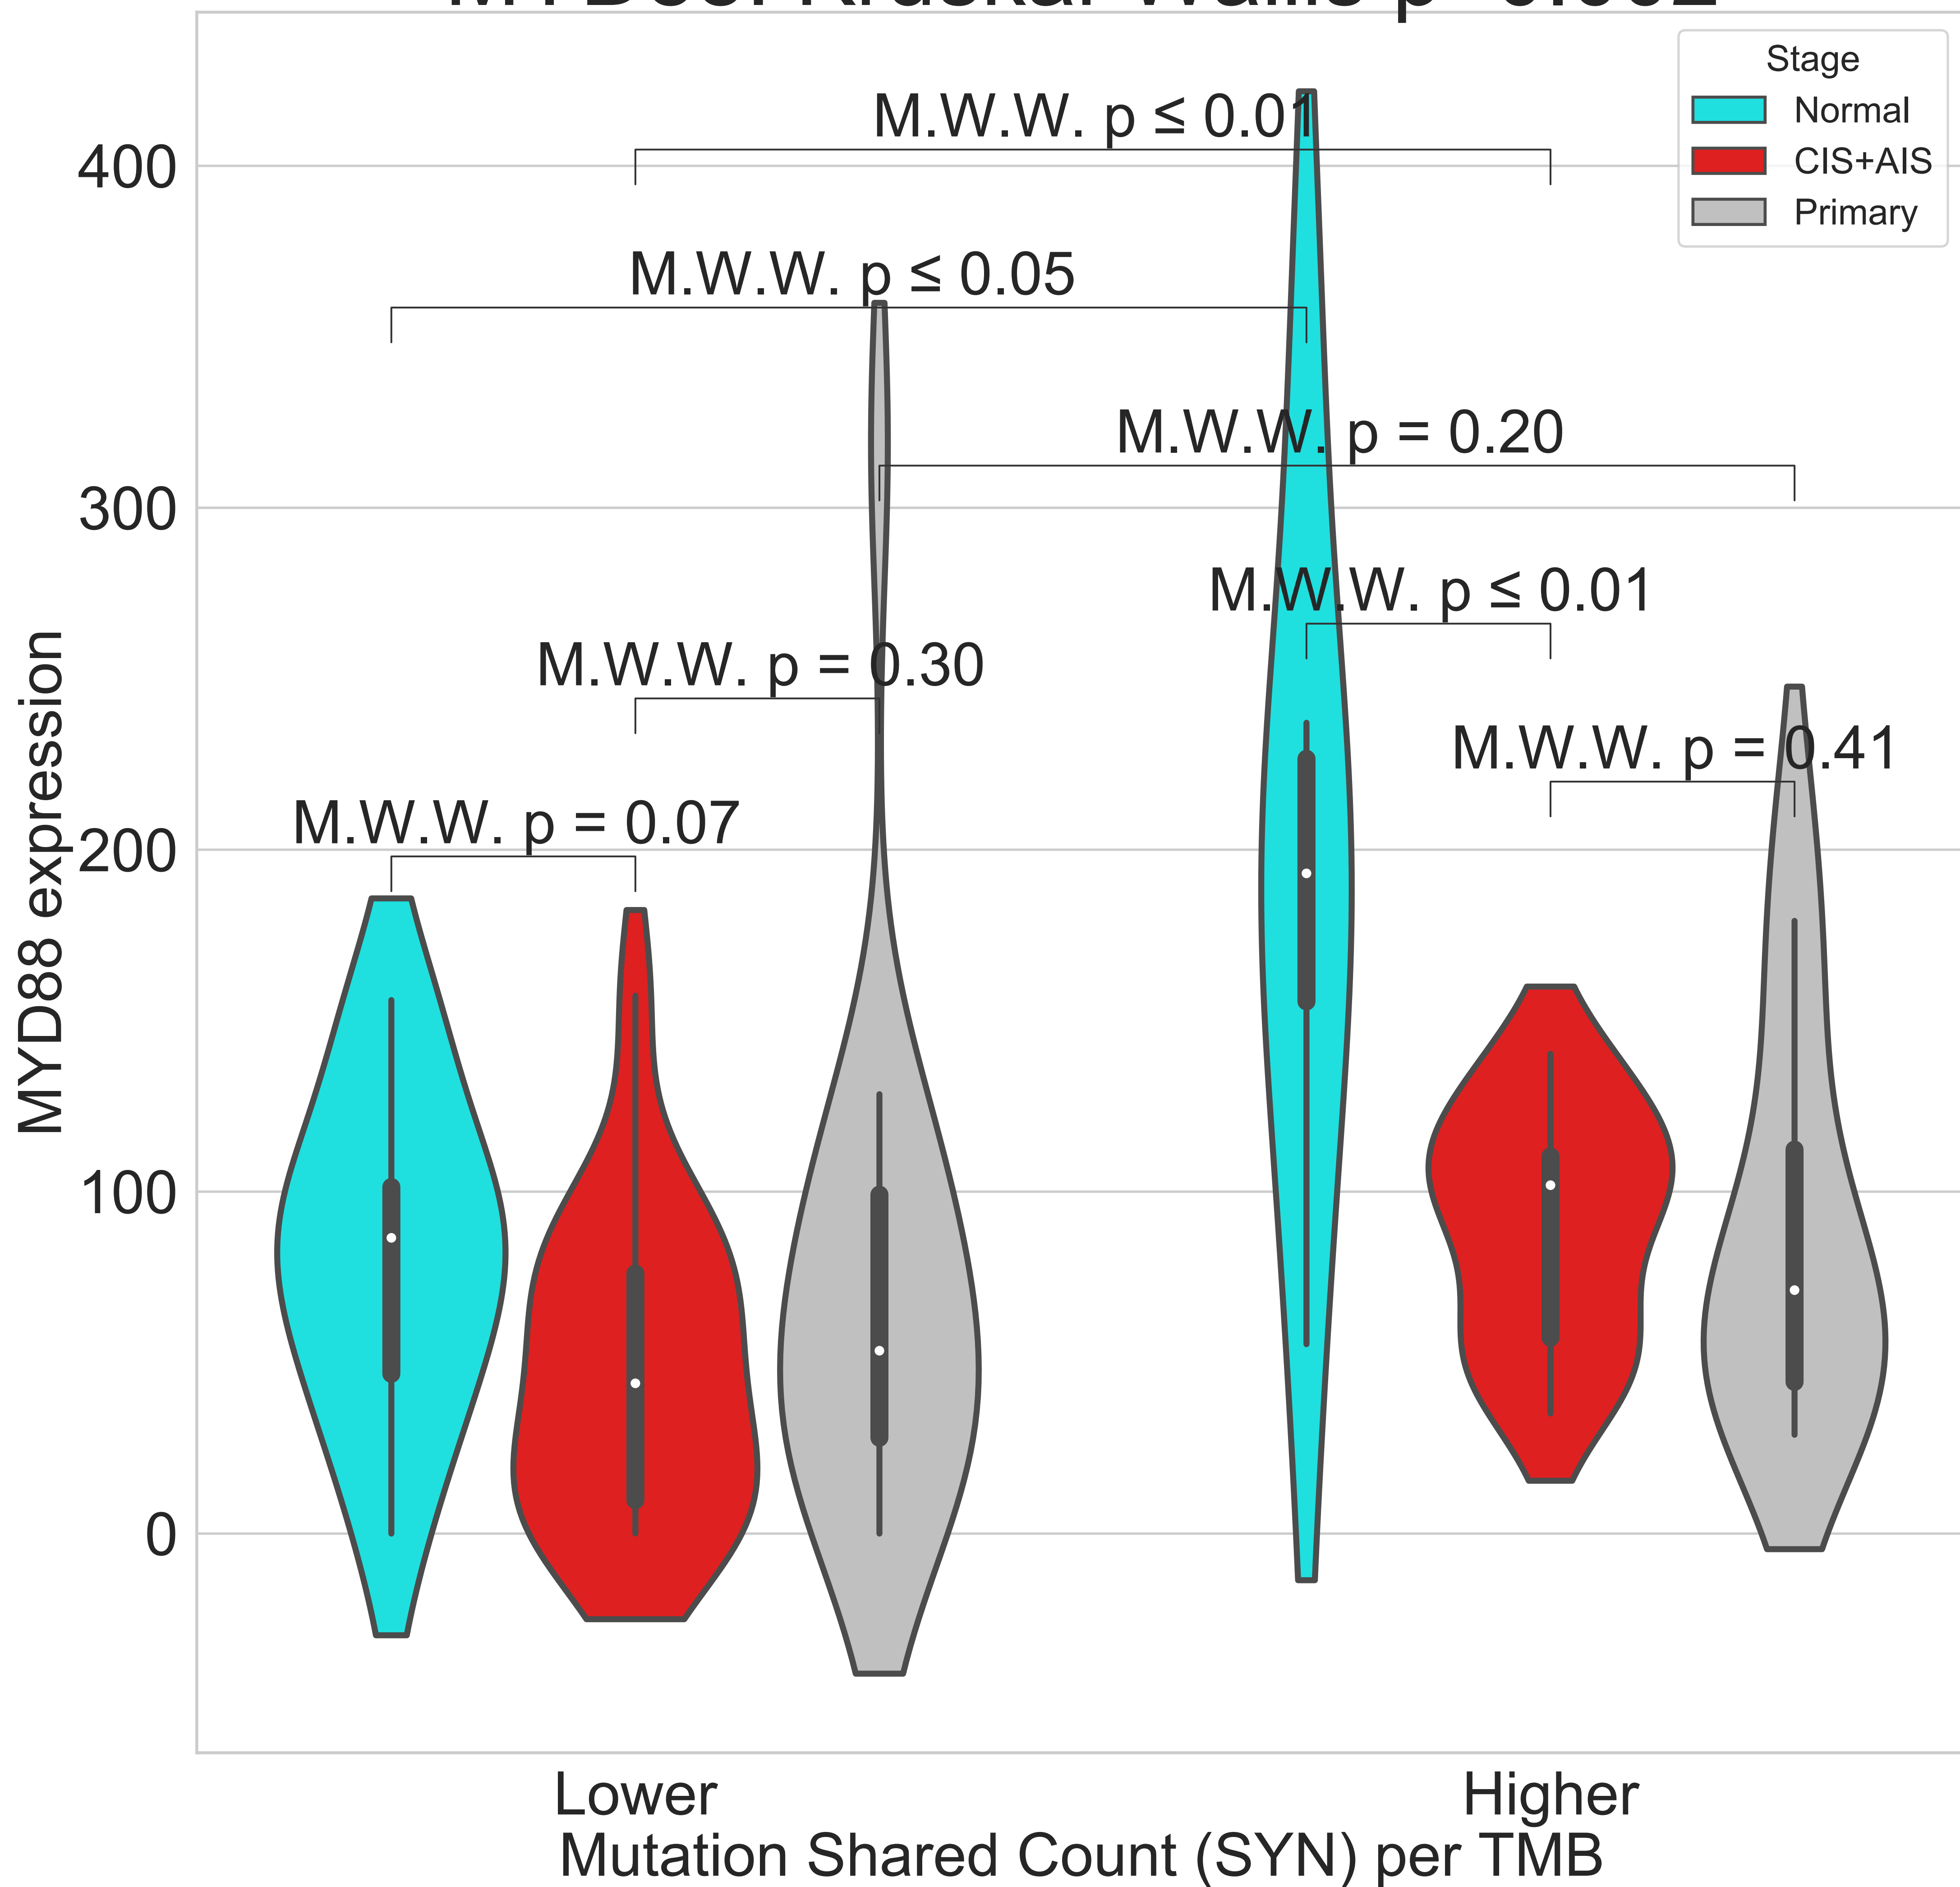 Stage
Normal
CIS+AIS
Primary
M.W.W. p ≤ 0.01
400
M.W.W. p ≤ 0.05
M.W.W. p = 0.20
300
M.W.W. p ≤ 0.01
M.W.W. p = 0.30
M.W.W. p = 0.41
M.W.W. p = 0.07
200
MYD88 expression
100
0
Lower
Higher
Mutation Shared Count (SYN) per TMB